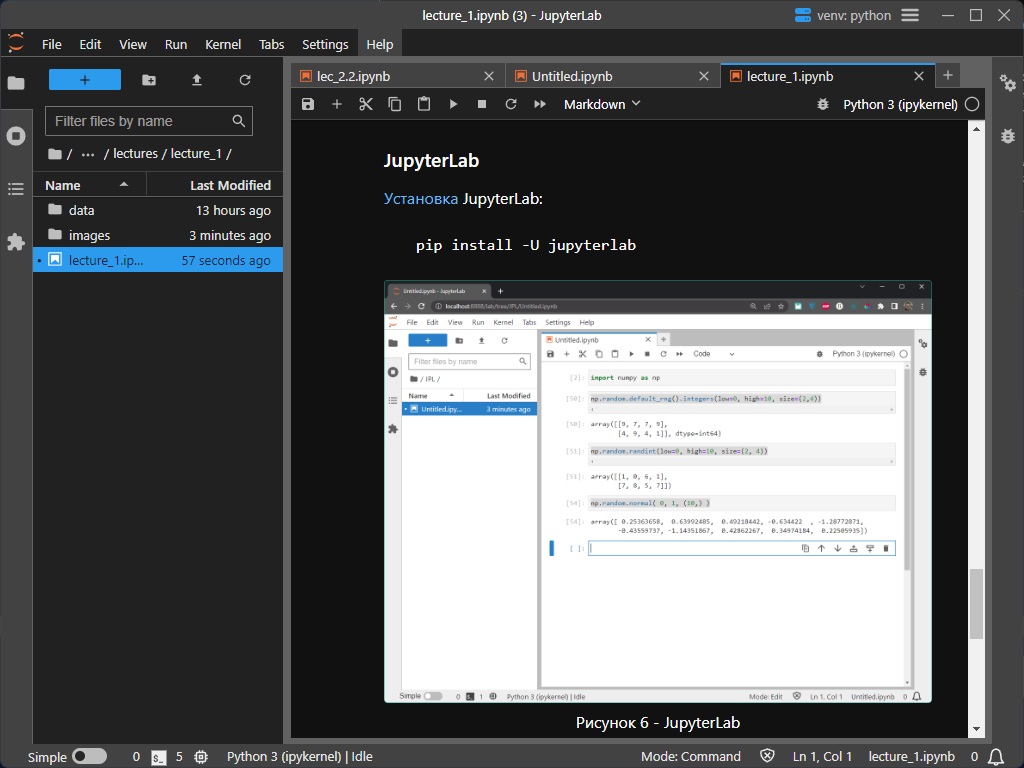 lecture_1.ipynb (3) - JupyterLab
venv: python
File Edit View Run Kernel Tabs Settings Help
lec_2.2.ipynb
Untitled.ipynb
lecture_1.ipynb
Filter files by name
Markdown
Python 3 (ipykernel)
/ ··· / lectures / lecture_1 /
Name Last Modified
data 13 hours ago
images 3 minutes ago
lecture_1.ip... 57 seconds ago
JupyterLab
Установка JupyterLab:
pip install -U jupyterlab
Untitled.ipynb - JupyterLab
localhost:8888/lab/tree/JPL/Untitled.ipynb
File Edit View Run Kernel Tabs Settings Help
Untitled.ipynb
Filter files by name
Code
Python 3 (ipykernel)
/ JPL /
Name Last Modified
Untitled.ipy... 3 minutes ago
[2]: import numpy as np
[50]: np.random.default_rng().integers(low=0, high=10, size=(2,4))
[50]: array([[9, 7, 7, 9],
[4, 9, 4, 1]], dtype=int64)
[51]: np.random.randint(low=0, high=10, size=(2, 4))
[51]: array([[1, 0, 6, 1],
[7, 8, 5, 7]])
[54]: np.random.normal( 0, 1, (10,) )
[54]: array([ 0.25363658, 0.63992485, 0.49218442, -0.634422 , -1.28772871,
-0.43559737, -1.14351867, 0.42862267, 0.34974184, 0.22505935])
[ ]:
Simple 0 1 Python 3 (ipykernel) | Idle
Mode: Edit Ln 1, Col 1 Untitled.ipynb 0
Рисунок 6 - JupyterLab
Simple 0 $_ 5 Python 3 (ipykernel) | Idle
Mode: Command Ln 1, Col 1 lecture_1.ipynb 0